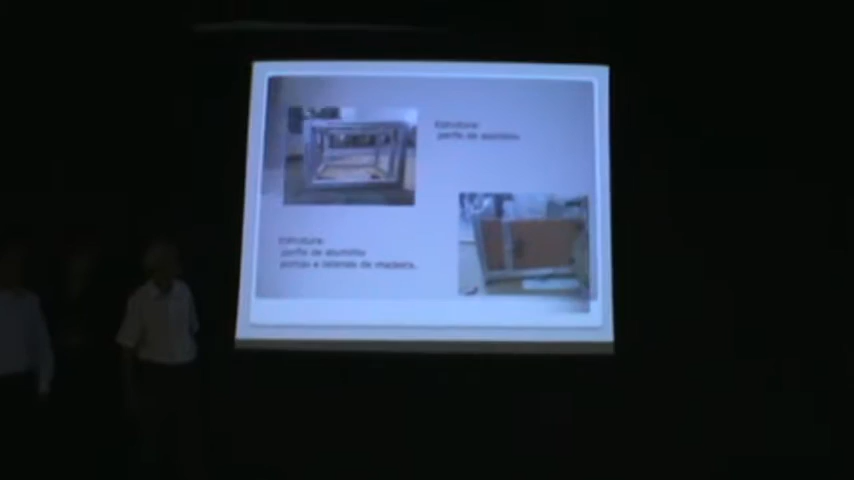 Estrutura:
perfis de alumínio
Estrutura:
perfis de alumínio
portas e laterais de madeira.